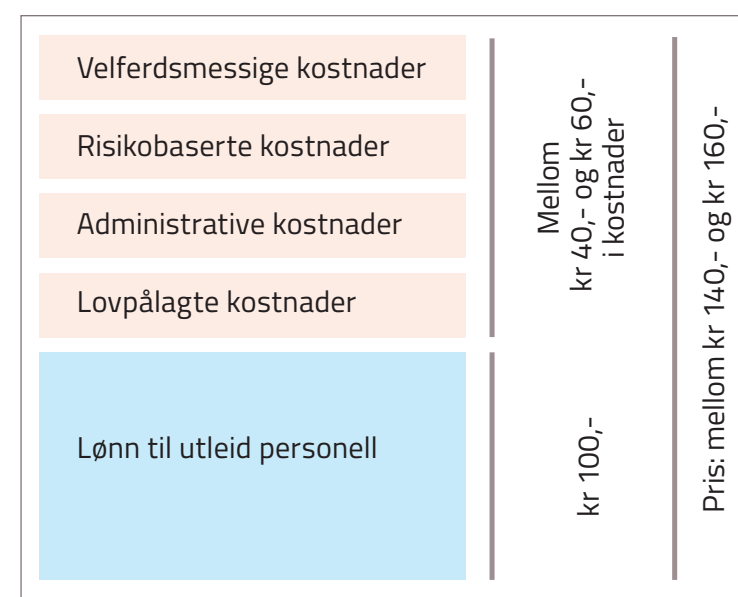 Velferdsmessige kostnader
Risikobaserte kostnader
Administrative kostnader
Lovpålagte kostnader
Lønn til utleid personell
Mellom
kr 40,- og kr 60,-
i kostnader
kr 100,-
Pris: mellom kr 140,- og kr 160,-